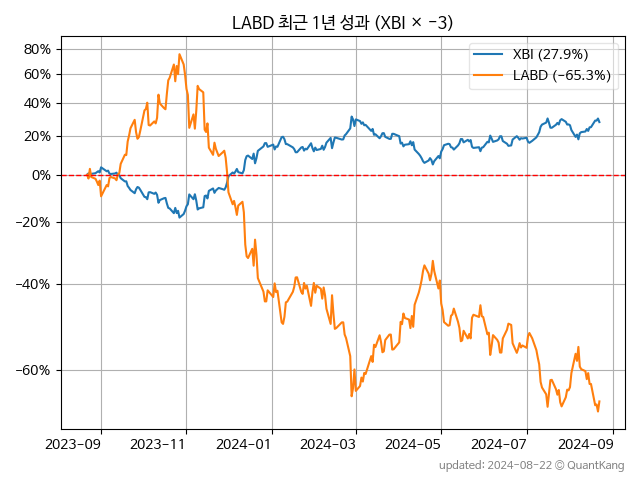 LABD 최근 1년 성과 (XBI × −3)
XBI (27.9%)
LABD (−65.3%)
80%
60%
40%
20%
0%
−20%
−40%
−60%
2023−09 2023−11 2024−01 2024−03 2024−05 2024−07 2024−09
updated: 2024−08−22 © QuantKang